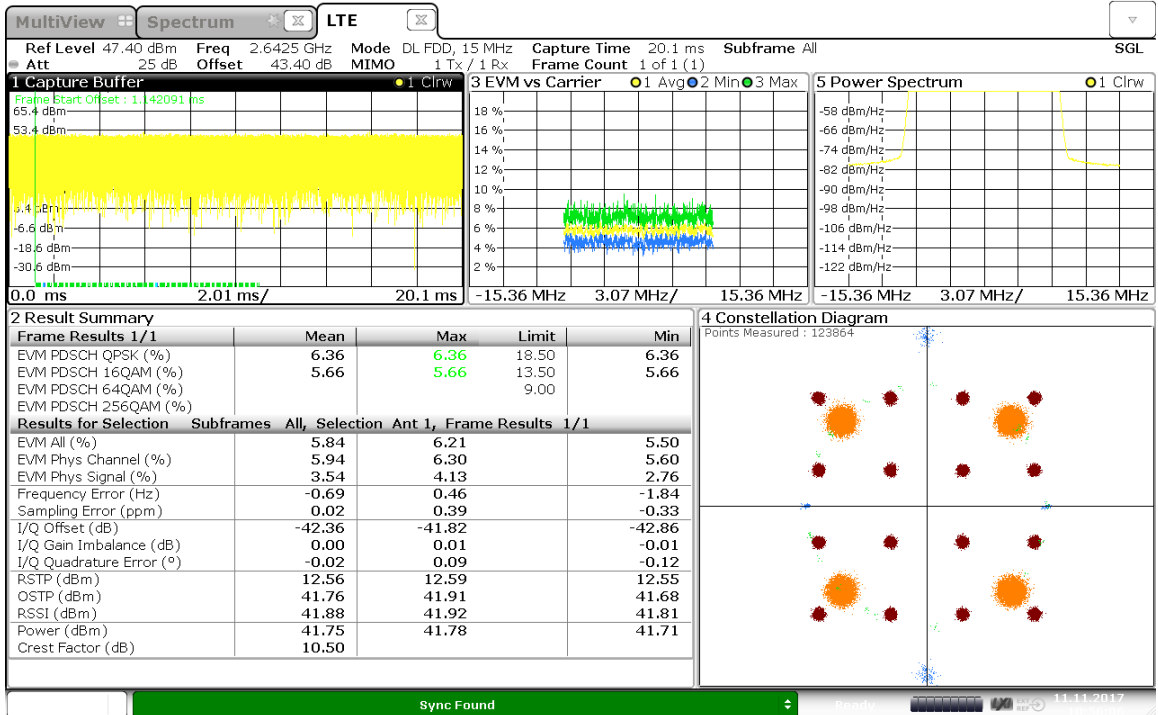 MultiView Spectrum LTE
Ref Level 47.40 dBm Freq 2.6425 GHz Mode DL FDD, 15 MHz Capture Time 20.1 ms Subframe All SGL
Att 25 dB Offset 43.40 dB MIMO 1 Tx / 1 Rx Frame Count 1 of 1 (1)
1 Capture Buffer 1 Clrw
Frame Start Offset : 1.142091 ms
65.4 dBm
53.4 dBm
-6.6 dBm
-18.6 dBm
-30.6 dBm
0.0 ms 2.01 ms/ 20.1 ms
3 EVM vs Carrier 1 Avg 2 Min 3 Max
18 %
16 %
14 %
12 %
10 %
8 %
6 %
4 %
2 %
-15.36 MHz 3.07 MHz/ 15.36 MHz
5 Power Spectrum 1 Clrw
-58 dBm/Hz
-66 dBm/Hz
-74 dBm/Hz
-82 dBm/Hz
-90 dBm/Hz
-98 dBm/Hz
-106 dBm/Hz
-114 dBm/Hz
-122 dBm/Hz
-15.36 MHz 3.07 MHz/ 15.36 MHz
2 Result Summary
Frame Results 1/1 Mean Max Limit Min
EVM PDSCH QPSK (%) 6.36 6.36 18.50 6.36
EVM PDSCH 16QAM (%) 5.66 5.66 13.50 5.66
EVM PDSCH 64QAM (%) 9.00
EVM PDSCH 256QAM (%)
Results for Selection Subframes All, Selection Ant 1, Frame Results 1/1
EVM All (%) 5.84 6.21 5.50
EVM Phys Channel (%) 5.94 6.30 5.60
EVM Phys Signal (%) 3.54 4.13 2.76
Frequency Error (Hz) -0.69 0.46 -1.84
Sampling Error (ppm) 0.02 0.39 -0.33
I/Q Offset (dB) -42.36 -41.82 -42.86
I/Q Gain Imbalance (dB) 0.00 0.01 -0.01
I/Q Quadrature Error (º) -0.02 0.09 -0.12
RSTP (dBm) 12.56 12.59 12.55
OSTP (dBm) 41.76 41.91 41.68
RSSI (dBm) 41.88 41.92 41.81
Power (dBm) 41.75 41.78 41.71
Crest Factor (dB) 10.50
4 Constellation Diagram
Points Measured : 123864
Sync Found
Ready
LXI EXT REF 11.11.2017